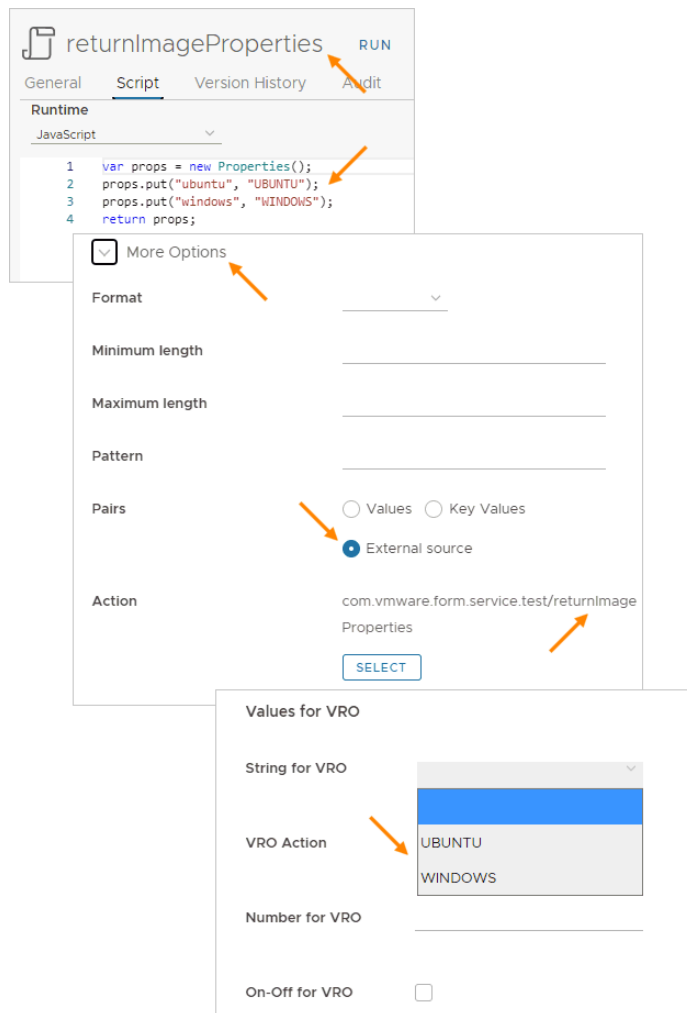 returnImageProperties RUN
General Script Version History Audit
Runtime
JavaScript
1 var props = new Properties();
2 props.put("ubuntu", "UBUNTU");
3 props.put("windows", "WINDOWS");
4 return props;
More Options
Format
Minimum length
Maximum length
Pattern
Pairs Values Key Values
External source
Action com.vmware.form.service.test/returnImage
Properties
SELECT
Values for VRO
String for VRO
VRO Action UBUNTU
WINDOWS
Number for VRO
On-Off for VRO